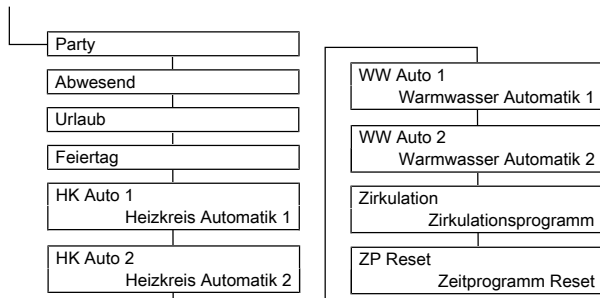 Party
Abwesend
Urlaub
Feiertag
HK Auto 1
Heizkreis Automatik 1
HK Auto 2
Heizkreis Automatik 2
WW Auto 1
Warmwasser Automatik 1
WW Auto 2
Warmwasser Automatik 2
Zirkulation
Zirkulationsprogramm
ZP Reset
Zeitprogramm Reset